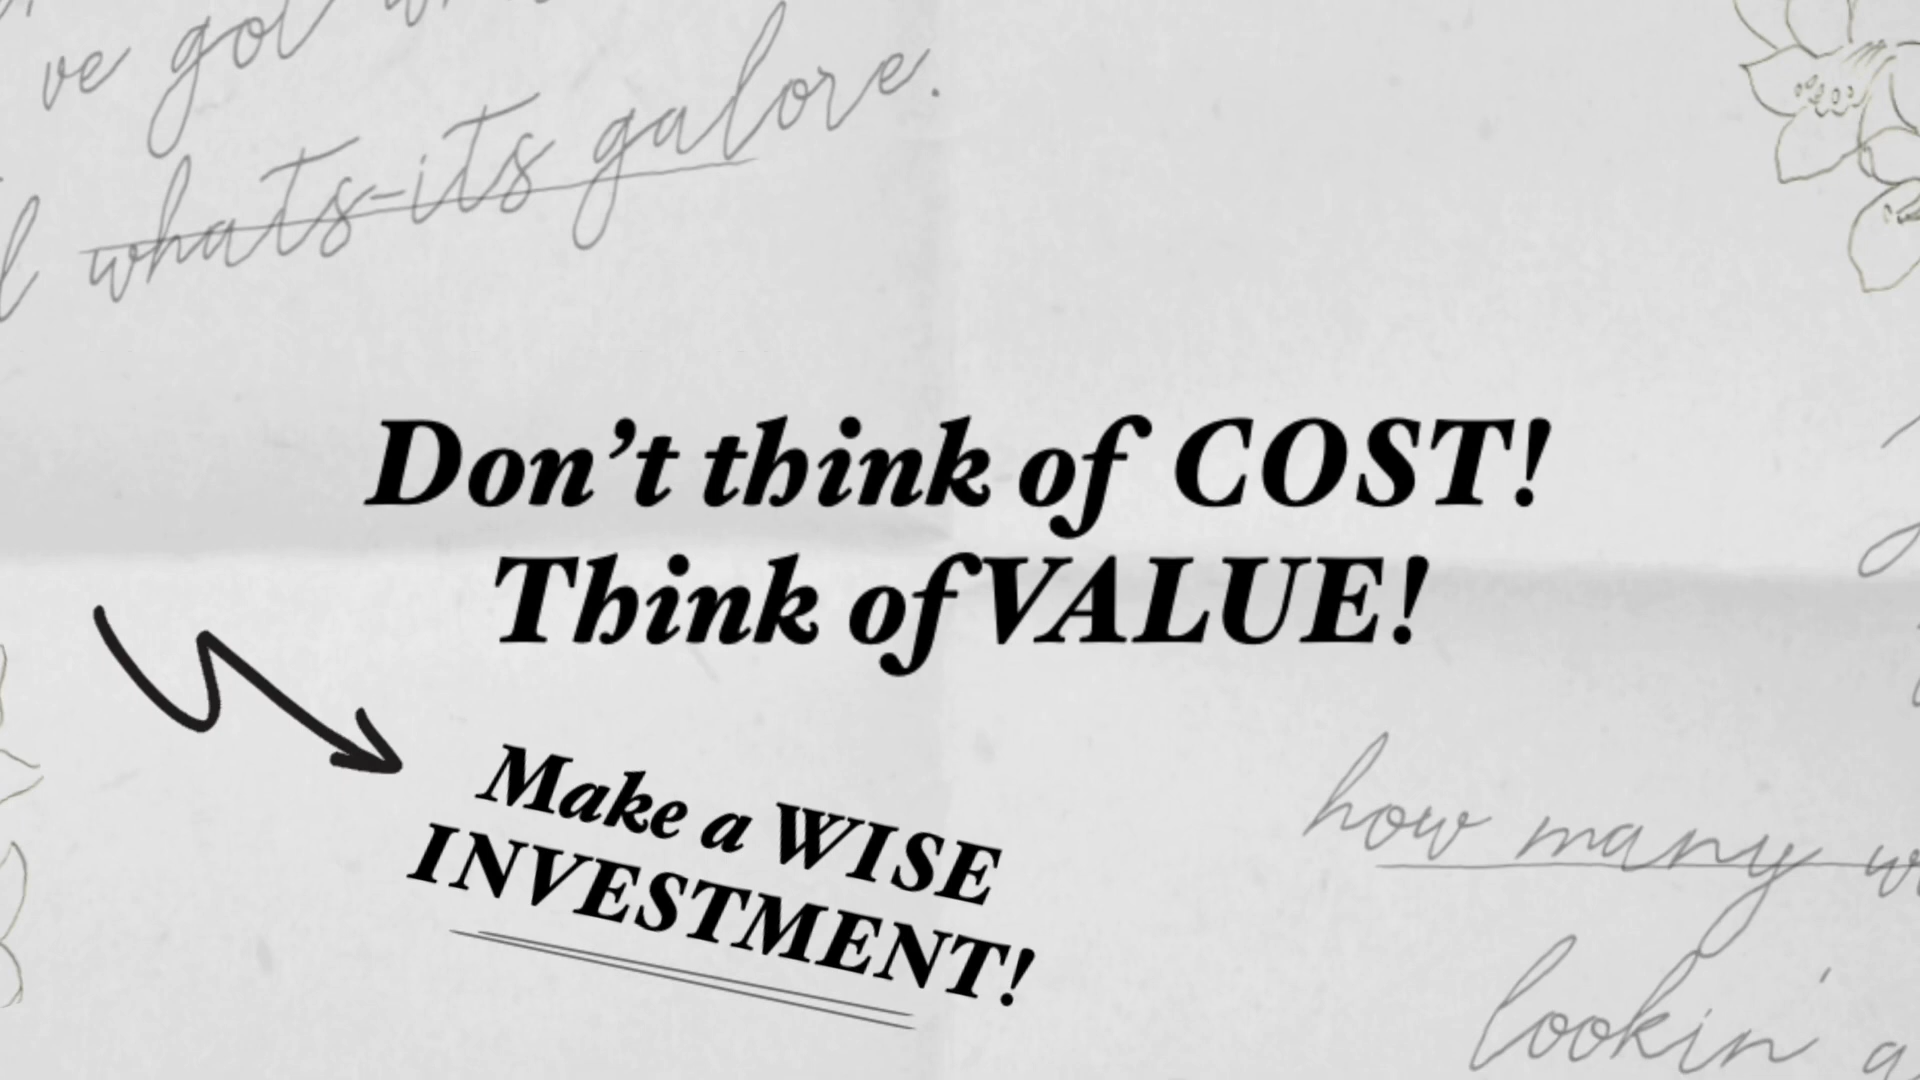 've got
whats-its galore.
Don't think of COST!
Think of VALUE!
Make a WISE
INVESTMENT!
how many
lookin'